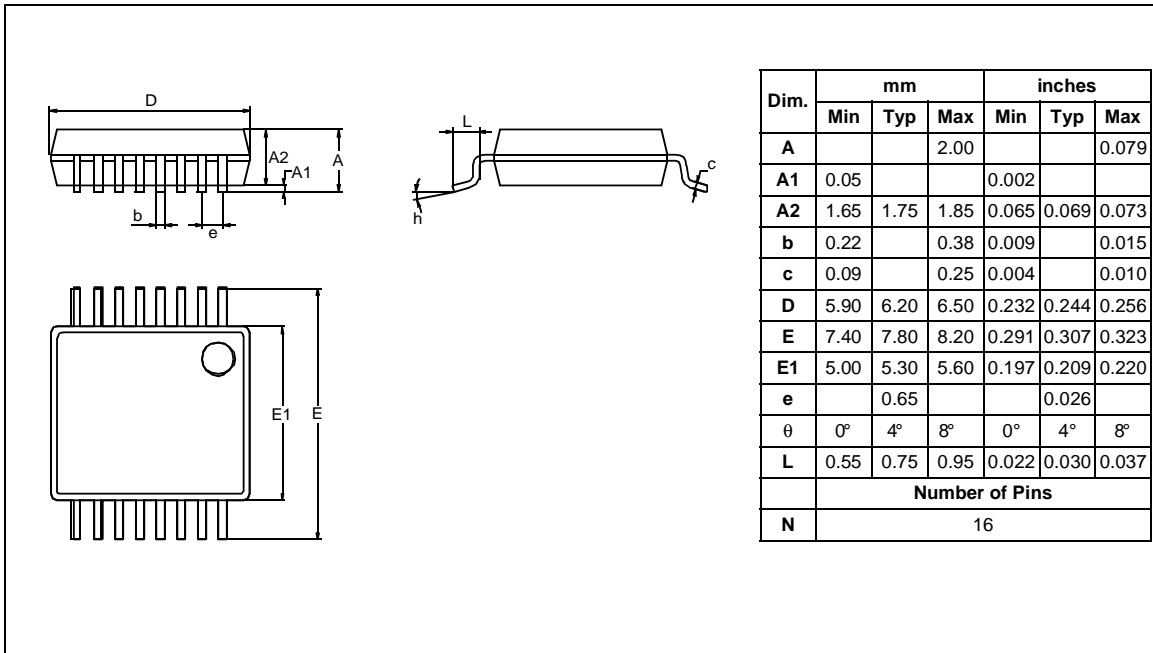 D
A2
A
A1
b
e
L
c
h
E1
E
Dim. mm inches
Min Typ Max Min Typ Max
A 2.00 0.079
A1 0.05 0.002
A2 1.65 1.75 1.85 0.065 0.069 0.073
b 0.22 0.38 0.009 0.015
c 0.09 0.25 0.004 0.010
D 5.90 6.20 6.50 0.232 0.244 0.256
E 7.40 7.80 8.20 0.291 0.307 0.323
E1 5.00 5.30 5.60 0.197 0.209 0.220
e 0.65 0.026
θ 0° 4° 8° 0° 4° 8°
L 0.55 0.75 0.95 0.022 0.030 0.037
Number of Pins
N 16